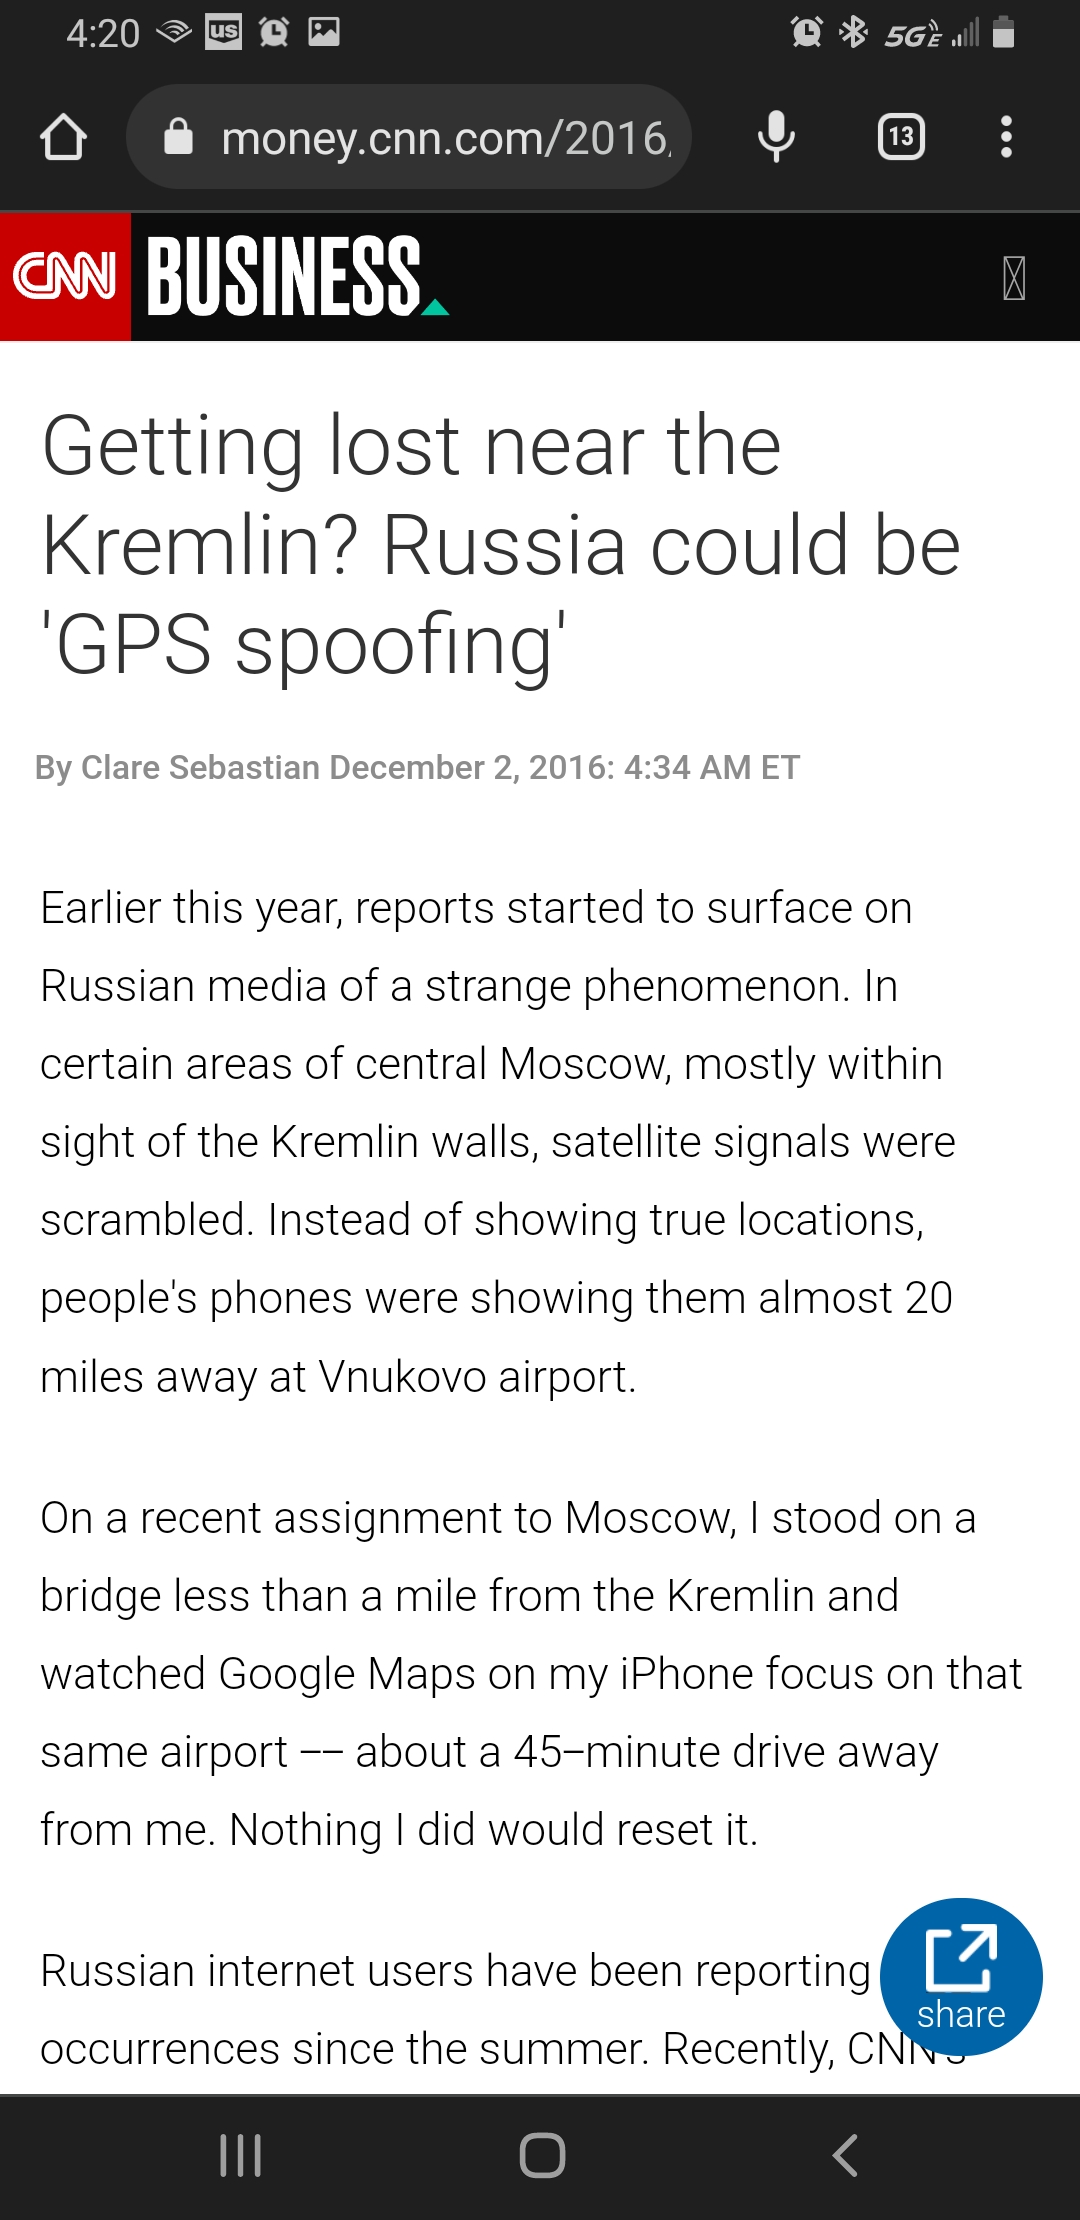 4:20 us 5GE
money.cnn.com/2016, 13
CNN BUSINESS
Getting lost near the
Kremlin? Russia could be
'GPS spoofing'
By Clare Sebastian December 2, 2016: 4:34 AM ET
Earlier this year, reports started to surface on
Russian media of a strange phenomenon. In
certain areas of central Moscow, mostly within
sight of the Kremlin walls, satellite signals were
scrambled. Instead of showing true locations,
people's phones were showing them almost 20
miles away at Vnukovo airport.
On a recent assignment to Moscow, I stood on a
bridge less than a mile from the Kremlin and
watched Google Maps on my iPhone focus on that
same airport -- about a 45-minute drive away
from me. Nothing I did would reset it.
Russian internet users have been reporting
share
occurrences since the summer. Recently, CNN's